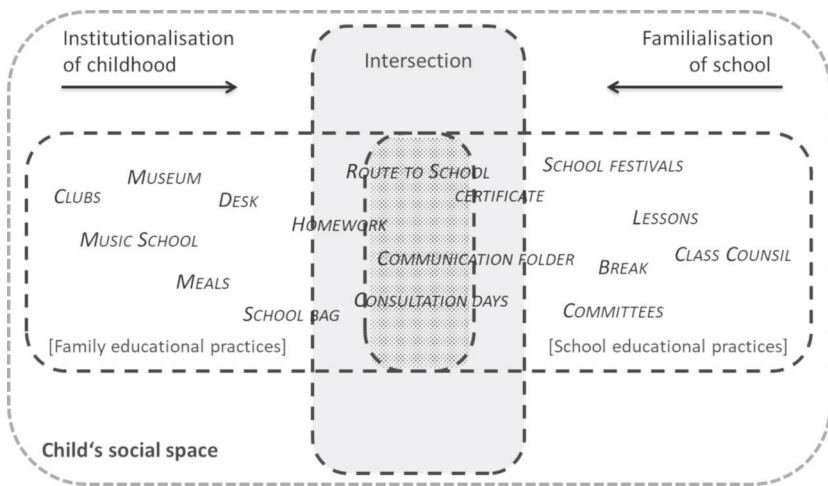 Institutionalisation
of childhood
Intersection
Familialisation
of school
ROUTE TO SCHOOL
SCHOOL FESTIVALS
MUSEUM
CLUBS
DESK
CERTIFICATE
HOMEWORK
LESSONS
MUSIC SCHOOL
COMMUNICATION FOLDER
BREAK
CLASS COUNSIL
MEALS
SCHOOL BAG
CONSULTATION DAYS
COMMITTEES
[Family educational practices]
[School educational practices]
Child‘s social space